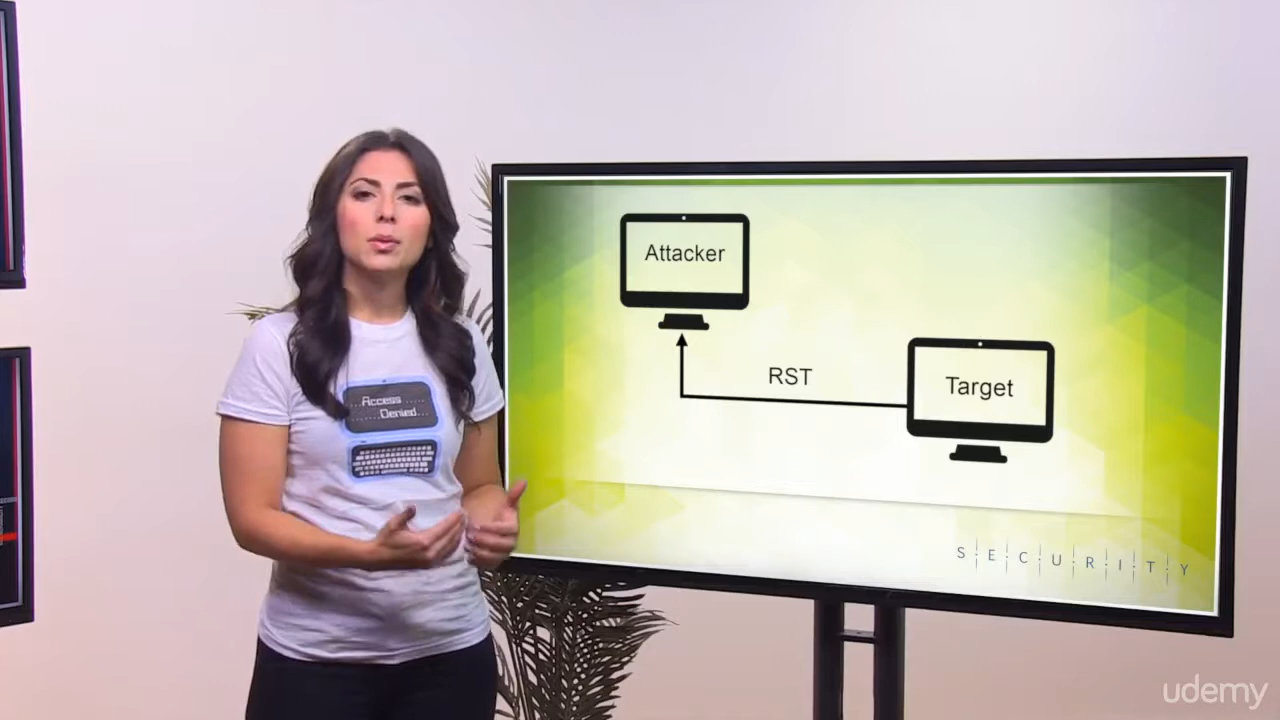 Access
Denied
Attacker
RST
Target
SECURITY
udemy